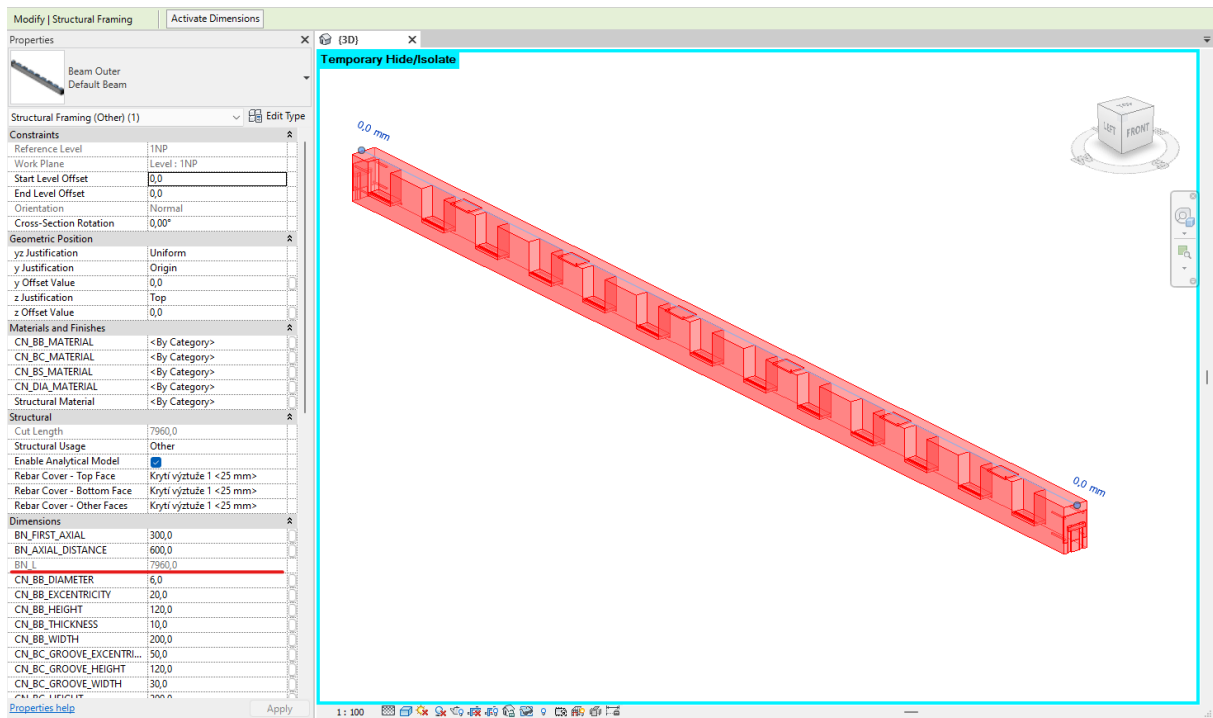 Modify | Structural Framing
Activate Dimensions
Properties
{3D}
Temporary Hide/Isolate
Beam Outer
Default Beam
Structural Framing (Other) (1)
Edit Type
Constraints
Reference Level 1NP
Work Plane Level : 1NP
Start Level Offset 0,0
End Level Offset 0,0
Orientation Normal
Cross-Section Rotation 0,00°
Geometric Position
yz Justification Uniform
y Justification Origin
y Offset Value 0,0
z Justification Top
z Offset Value 0,0
Materials and Finishes
CN_BB_MATERIAL <By Category>
CN_BC_MATERIAL <By Category>
CN_BS_MATERIAL <By Category>
CN_DIA_MATERIAL <By Category>
Structural Material <By Category>
Structural
Cut Length 7960,0
Structural Usage Other
Enable Analytical Model
Rebar Cover - Top Face Krytí výztuže 1 <25 mm>
Rebar Cover - Bottom Face Krytí výztuže 1 <25 mm>
Rebar Cover - Other Faces Krytí výztuže 1 <25 mm>
Dimensions
BN_FIRST_AXIAL 300,0
BN_AXIAL_DISTANCE 600,0
BN_L 7960,0
CN_BB_DIAMETER 6,0
CN_BB_EXCENTRICITY 20,0
CN_BB_HEIGHT 120,0
CN_BB_THICKNESS 10,0
CN_BB_WIDTH 200,0
CN_BC_GROOVE_EXCENTRI... 50,0
CN_BC_GROOVE_HEIGHT 120,0
CN_BC_GROOVE_WIDTH 30,0
Properties help
Apply
0,0 mm
0,0 mm
TOP
LEFT
FRONT
1 : 100